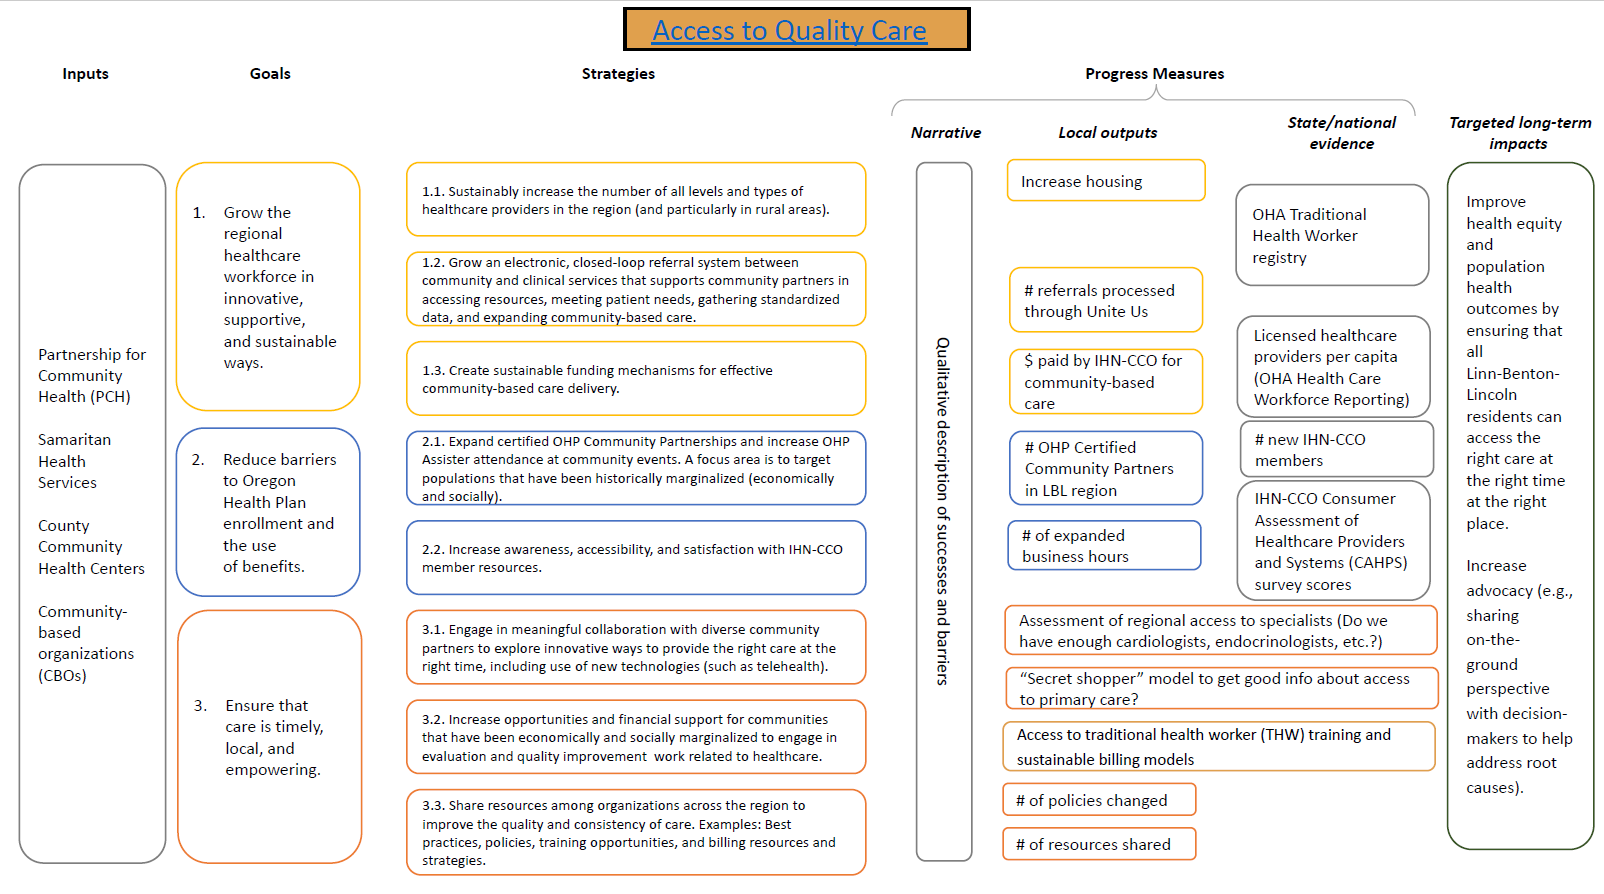 Access to Quality Care
Inputs
Goals
Strategies
Progress Measures
Narrative
Local outputs
State/national
evidence
Targeted long-term
impacts
Partnership for
Community
Health (PCH)
Samaritan
Health
Services
County
Community
Health Centers
Community-
based
organizations
(CBOs)
1. Grow the
regional
healthcare
workforce in
innovative,
supportive,
and sustainable
ways.
2. Reduce barriers
to Oregon
Health Plan
enrollment and
the use
of benefits.
3. Ensure that
care is timely,
local, and
empowering.
1.1. Sustainably increase the number of all levels and types of
healthcare providers in the region (and particularly in rural areas).
1.2. Grow an electronic, closed-loop referral system between
community and clinical services that supports community partners in
accessing resources, meeting patient needs, gathering standardized
data, and expanding community-based care.
1.3. Create sustainable funding mechanisms for effective
community-based care delivery.
2.1. Expand certified OHP Community Partnerships and increase OHP
Assister attendance at community events. A focus area is to target
populations that have been historically marginalized (economically
and socially).
2.2. Increase awareness, accessibility, and satisfaction with IHN-CCO
member resources.
3.1. Engage in meaningful collaboration with diverse community
partners to explore innovative ways to provide the right care at the
right time, including use of new technologies (such as telehealth).
3.2. Increase opportunities and financial support for communities
that have been economically and socially marginalized to engage in
evaluation and quality improvement work related to healthcare.
3.3. Share resources among organizations across the region to
improve the quality and consistency of care. Examples: Best
practices, policies, training opportunities, and billing resources and
strategies.
Qualitative description of successes and barriers
Increase housing
# referrals processed
through Unite Us
$ paid by IHN-CCO for
community-based
care
# OHP Certified
Community Partners
in LBL region
# of expanded
business hours
OHA Traditional
Health Worker
registry
Licensed healthcare
providers per capita
(OHA Health Care
Workforce Reporting)
# new IHN-CCO
members
IHN-CCO Consumer
Assessment of
Healthcare Providers
and Systems (CAHPS)
survey scores
Assessment of regional access to specialists (Do we
have enough cardiologists, endocrinologists, etc.?)
“Secret shopper” model to get good info about access
to primary care?
Access to traditional health worker (THW) training and
sustainable billing models
# of policies changed
# of resources shared
Improve
health equity
and
population
health
outcomes by
ensuring that
all
Linn-Benton-
Lincoln
residents can
access the
right care at
the right time
at the right
place.
Increase
advocacy (e.g.,
sharing
on-the-
ground
perspective
with decision-
makers to help
address root
causes).